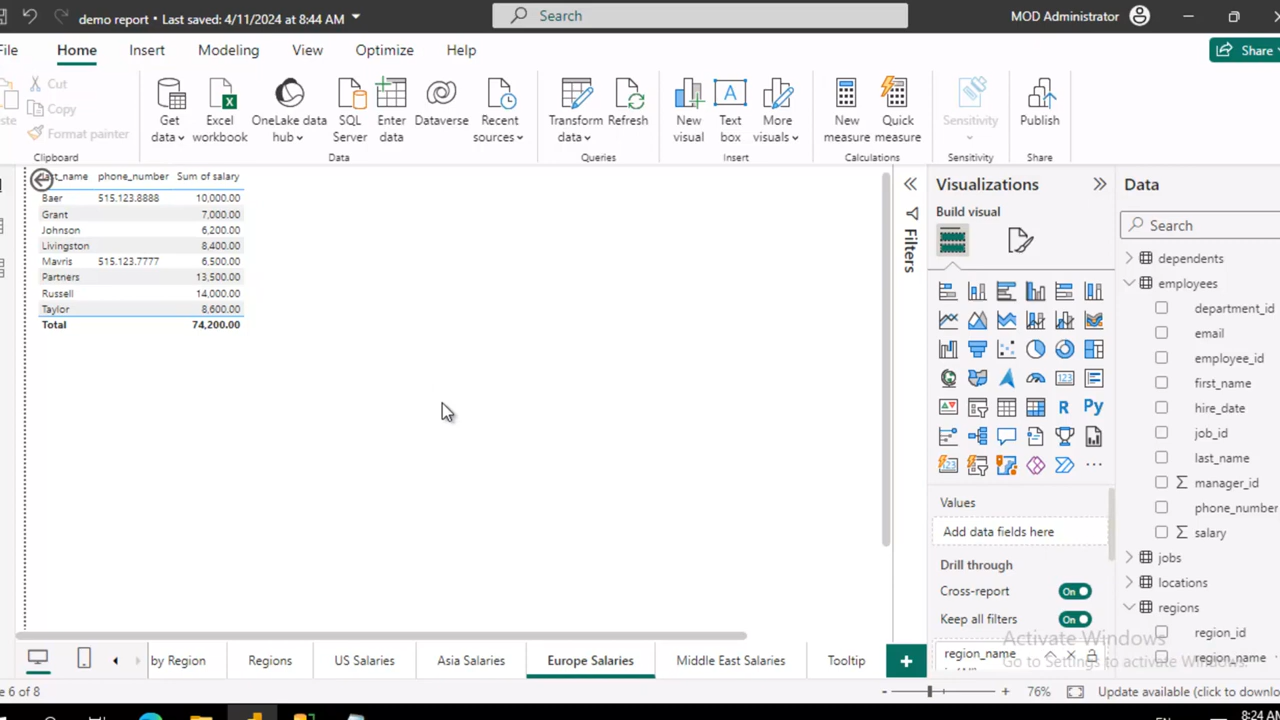 demo report • Last saved: 4/11/2024 at 8:44 AM
Search
MOD Administrator
File
Home
Insert
Modeling
View
Optimize
Help
Share
Cut
Copy
Format painter
Clipboard
Get data
Excel workbook
OneLake data hub
SQL Server
Enter data
Dataverse
Recent sources
Data
Transform data
Refresh
Queries
New visual
Text box
More visuals
Insert
New measure
Quick measure
Calculations
Sensitivity
Sensitivity
Publish
Share
last_name phone_number Sum of salary
Baer 515.123.8888 10,000.00
Grant 7,000.00
Johnson 6,200.00
Livingston 8,400.00
Mavris 515.123.7777 6,500.00
Partners 13,500.00
Russell 14,000.00
Taylor 8,600.00
Total 74,200.00
Filters
Visualizations
Build visual
123
R
Py
123
Values
Add data fields here
Drill through
Cross-report On
Keep all filters On
region_name
Data
Search
dependents
employees
department_id
email
employee_id
first_name
hire_date
job_id
last_name
Σ manager_id
phone_number
Σ salary
jobs
locations
regions
region_id
region_name
Activate Windows
Go to Settings to activate Windows.
by Region
Regions
US Salaries
Asia Salaries
Europe Salaries
Middle East Salaries
Tooltip
e 6 of 8
- + 76%
Update available (click to downlo
8:24 AM